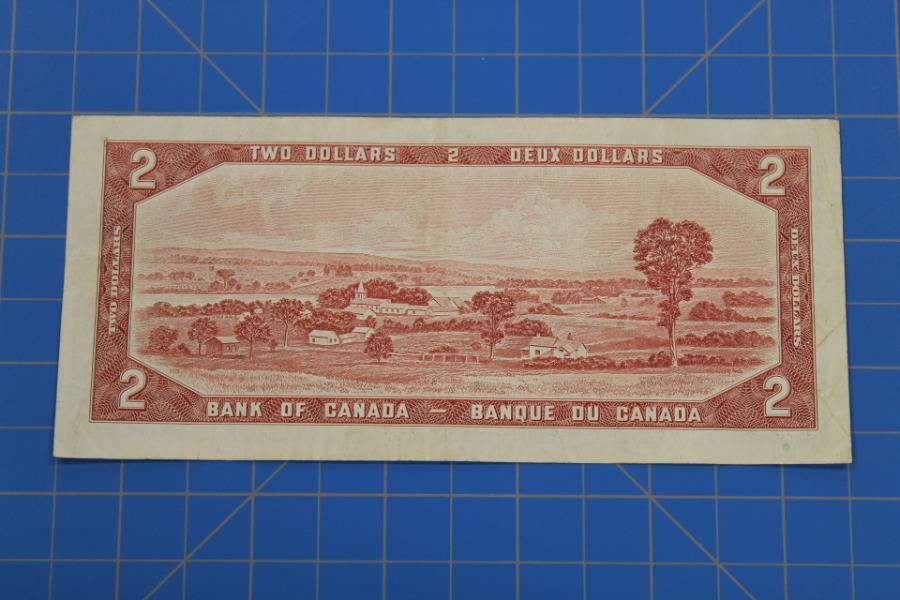 2 TWO DOLLARS 2 DEUX DOLLARS 2
TWO DOLLARS
DEUX DOLLARS
2 BANK OF CANADA — BANQUE DU CANADA 2